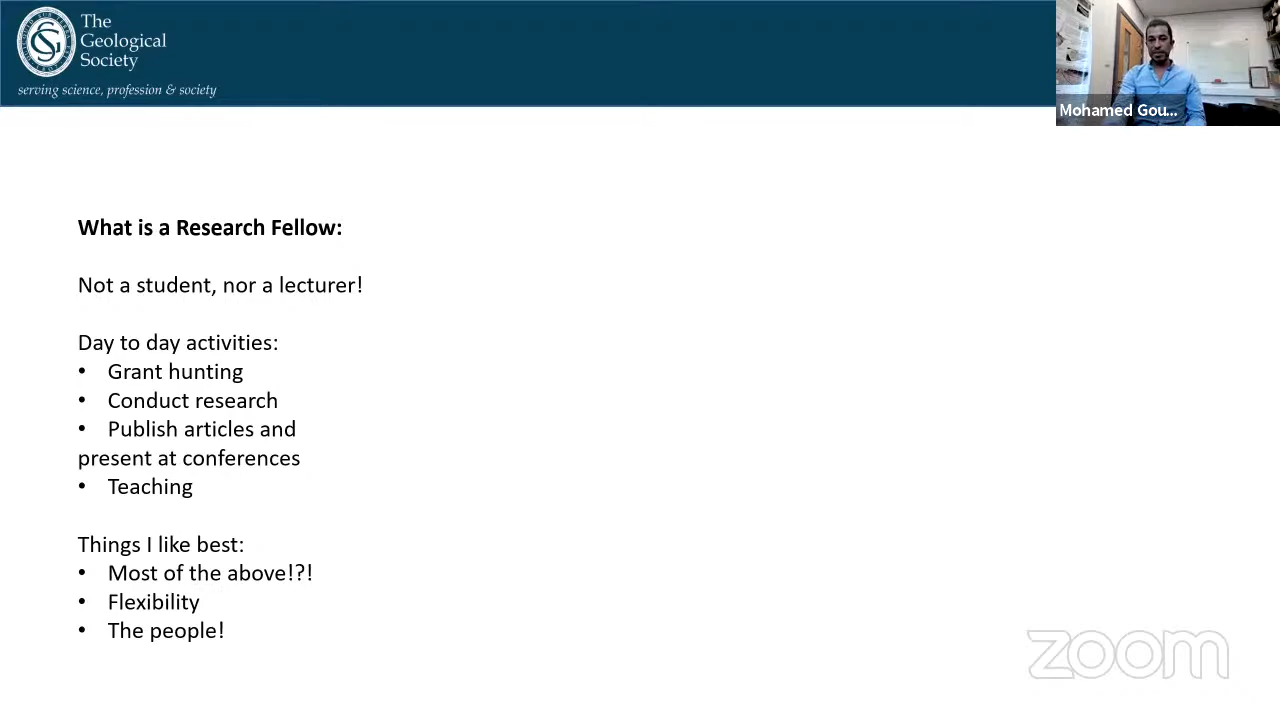 The
Geological
Society
serving science, profession & society
Mohamed Gou...
What is a Research Fellow:
Not a student, nor a lecturer!
Day to day activities:
• Grant hunting
• Conduct research
• Publish articles and
present at conferences
• Teaching
Things I like best:
• Most of the above!?!
• Flexibility
• The people!
zoom